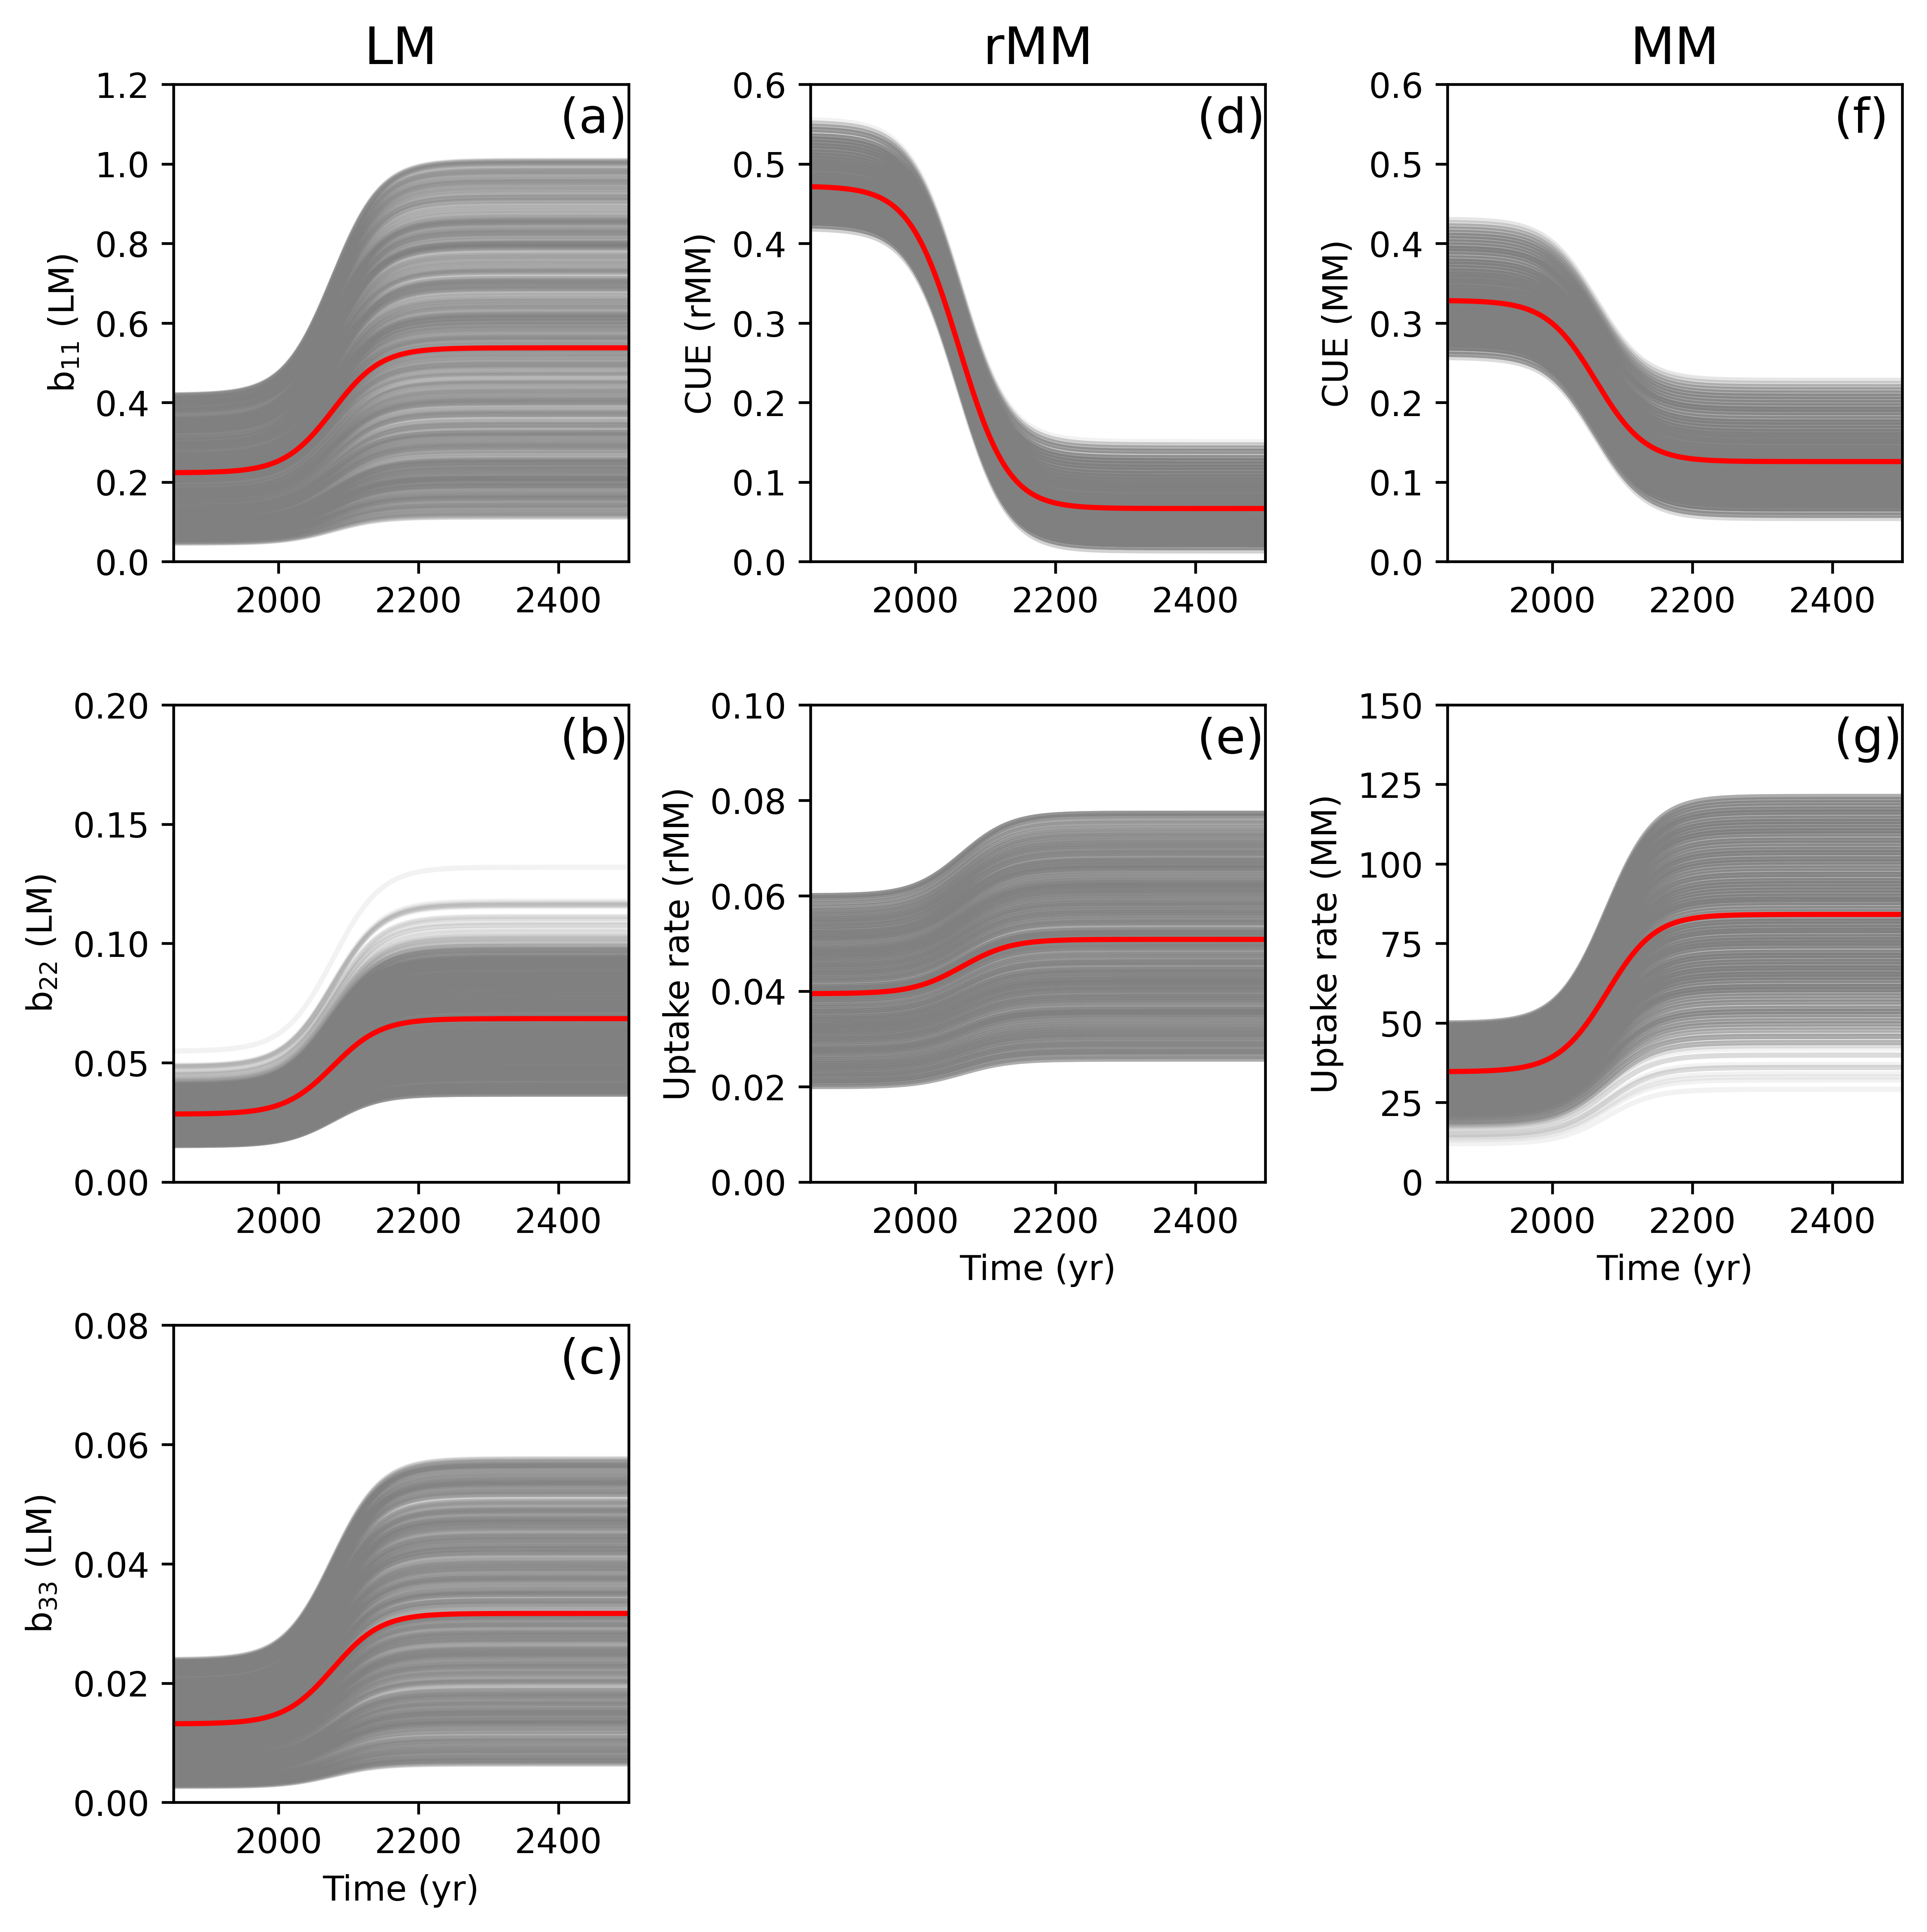 LM
rMM
MM
1.2
1.0
0.8
0.6
0.4
0.2
0.0
b11 (LM)
(a)
2000 2200 2400
0.6
0.5
0.4
0.3
0.2
0.1
0.0
CUE (rMM)
(d)
2000 2200 2400
0.6
0.5
0.4
0.3
0.2
0.1
0.0
CUE (MM)
(f)
2000 2200 2400
0.20
0.15
0.10
0.05
0.00
b22 (LM)
(b)
2000 2200 2400
0.10
0.08
0.06
0.04
0.02
0.00
Uptake rate (rMM)
(e)
2000 2200 2400
Time (yr)
150
125
100
75
50
25
0
Uptake rate (MM)
(g)
2000 2200 2400
Time (yr)
0.08
0.06
0.04
0.02
0.00
b33 (LM)
(c)
2000 2200 2400
Time (yr)